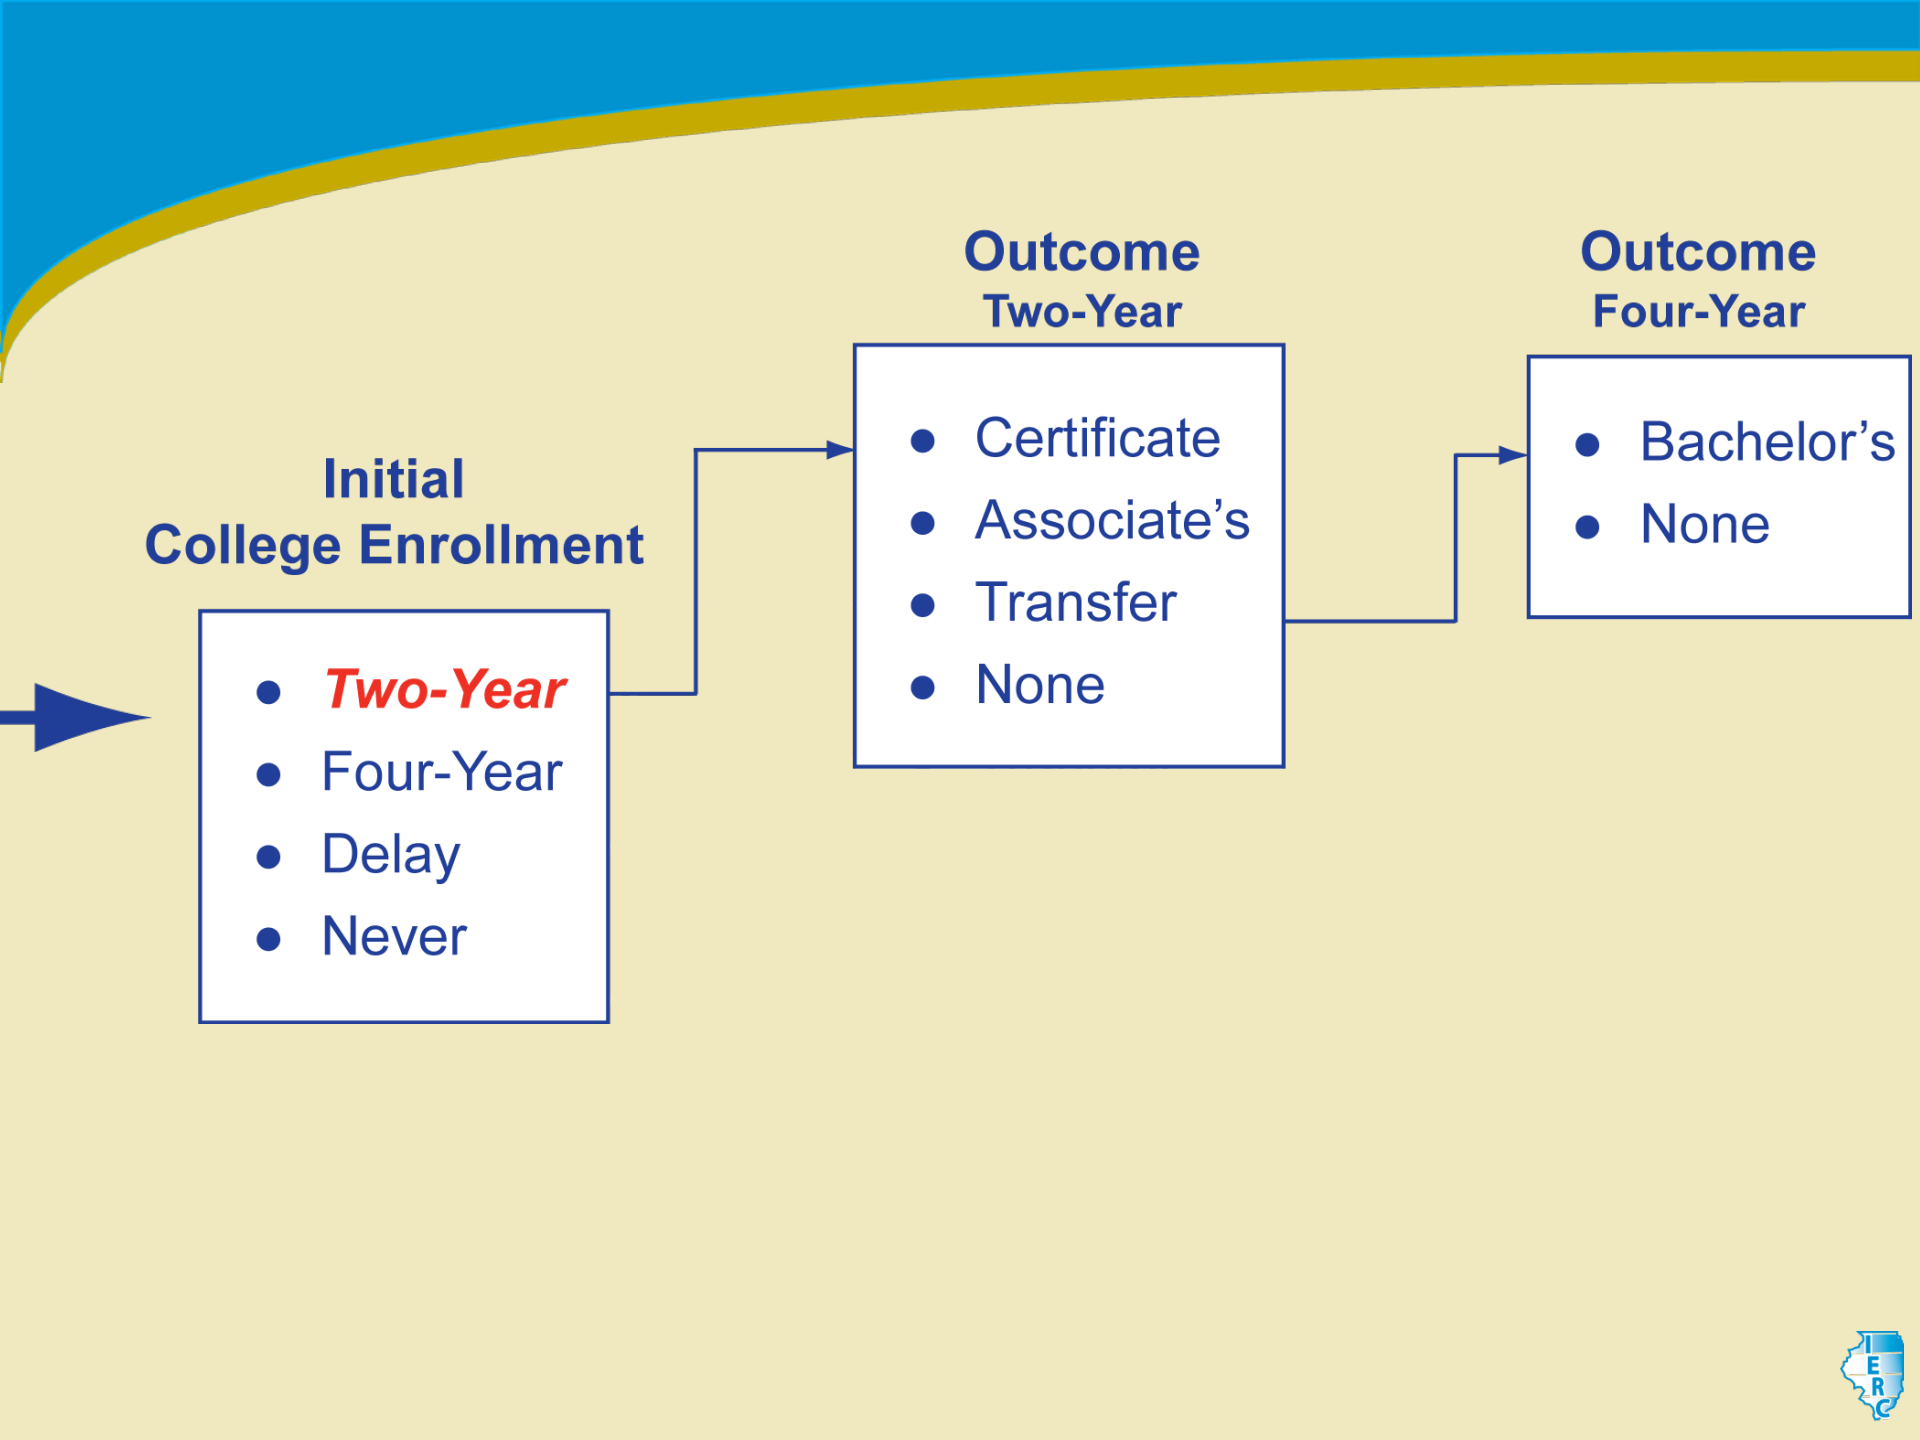 Initial
College Enrollment
● Two-Year
● Four-Year
● Delay
● Never
Outcome
Two-Year
● Certificate
● Associate’s
● Transfer
● None
Outcome
Four-Year
● Bachelor’s
● None
I
E
R
C